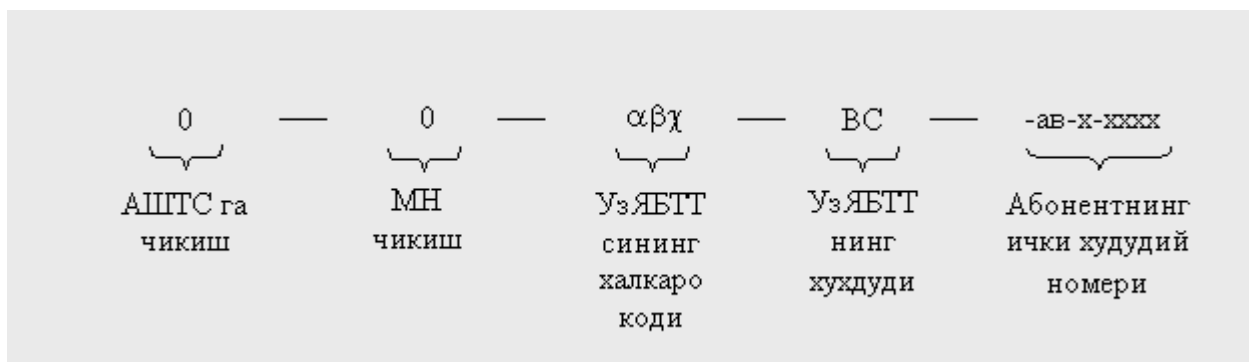 0 — 0 — αβχ — ВС — -ав-х-хххх
АШТС га чикиш
МН чикиш
УзЯБТТ сининг халкаро коди
УзЯБТТ нинг хухдуди
Абонентнинг ички худудий номери